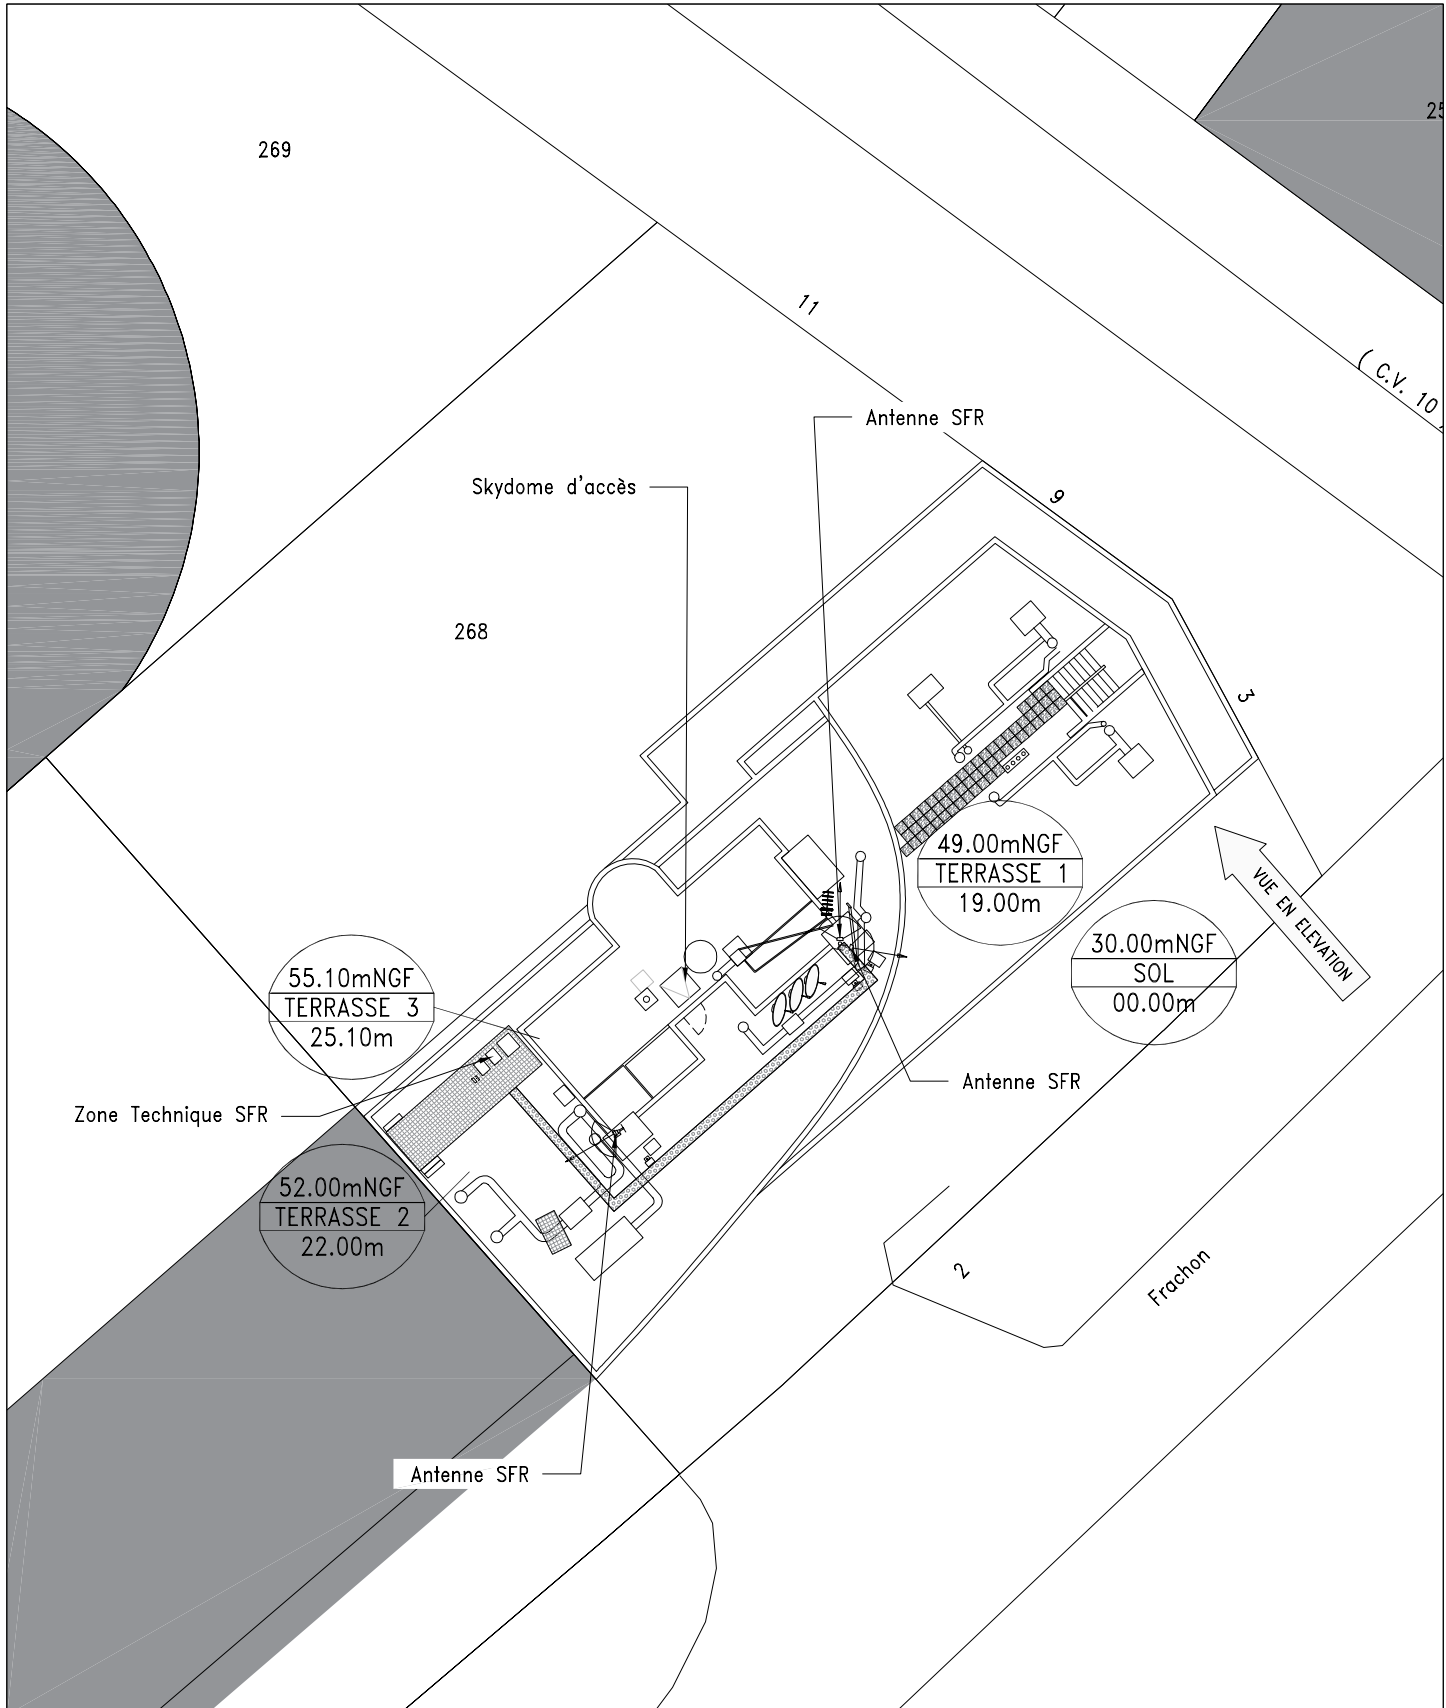 25
269
11
( C.V. 10
Antenne SFR
Skydome d'accès
9
268
3
49.00mNGF
TERRASSE 1
19.00m
VUE EN ELEVATION
30.00mNGF
SOL
00.00m
55.10mNGF
TERRASSE 3
25.10m
Antenne SFR
Zone Technique SFR
52.00mNGF
TERRASSE 2
22.00m
2
Frachon
Antenne SFR